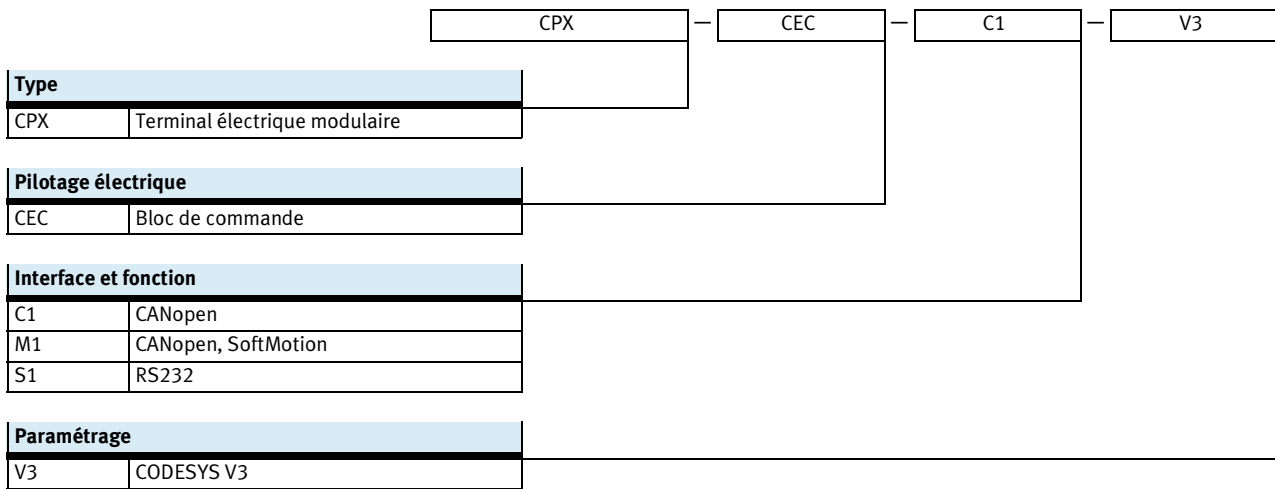 CPX — CEC — C1 — V3
Type
CPX Terminal électrique modulaire
Pilotage électrique
CEC Bloc de commande
Interface et fonction
C1 CANopen
M1 CANopen, SoftMotion
S1 RS232
Paramétrage
V3 CODESYS V3